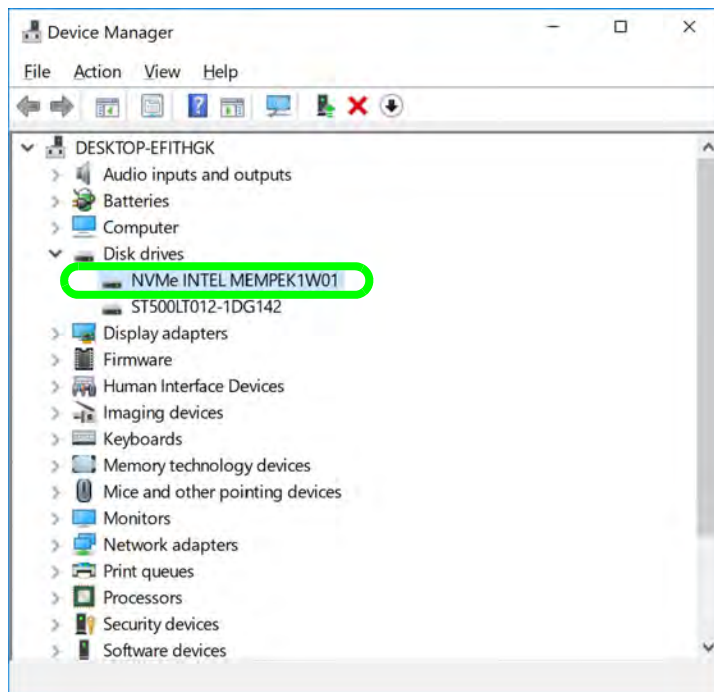 Device Manager
File Action View Help
DESKTOP-EFITHGK
Audio inputs and outputs
Batteries
Computer
Disk drives
NVMe INTEL MEMPEK1W01
ST500LT012-1DG142
Display adapters
Firmware
Human Interface Devices
Imaging devices
Keyboards
Memory technology devices
Mice and other pointing devices
Monitors
Network adapters
Print queues
Processors
Security devices
Software devices